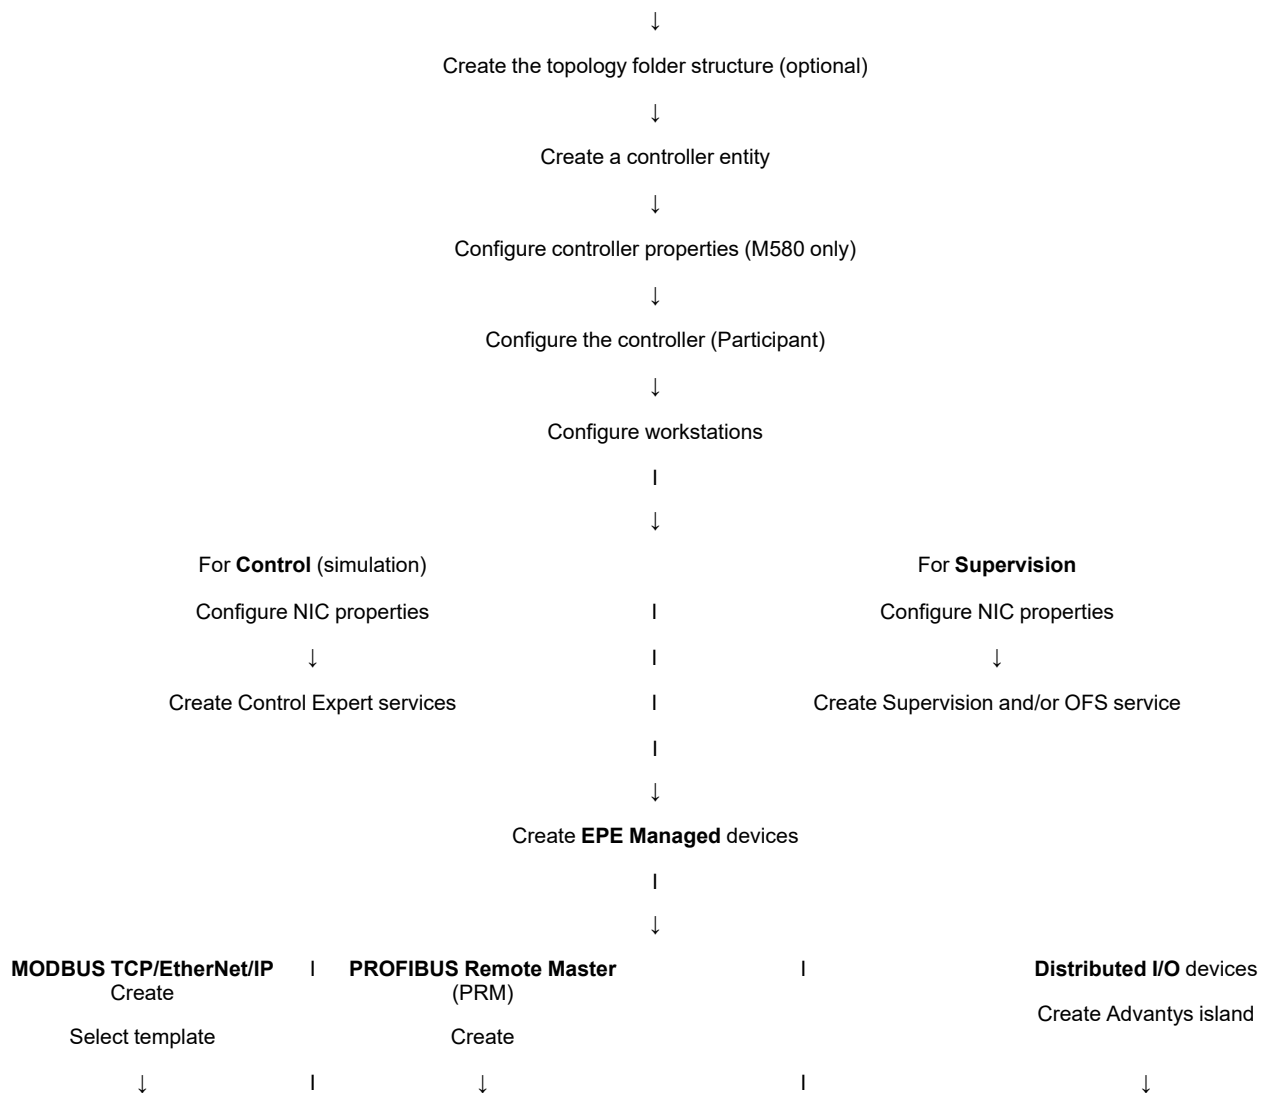 ↓
Create the topology folder structure (optional)
↓
Create a controller entity
↓
Configure controller properties (M580 only)
↓
Configure the controller (Participant)
↓
Configure workstations
I
↓
For Control (simulation) For Supervision
Configure NIC properties I Configure NIC properties
↓ I ↓
Create Control Expert services I Create Supervision and/or OFS service
I
↓
Create EPE Managed devices
I
↓
MODBUS TCP/EtherNet/IP I PROFIBUS Remote Master I Distributed I/O devices
Create (PRM)
Create Advantys island
Select template Create
↓ I ↓ I ↓